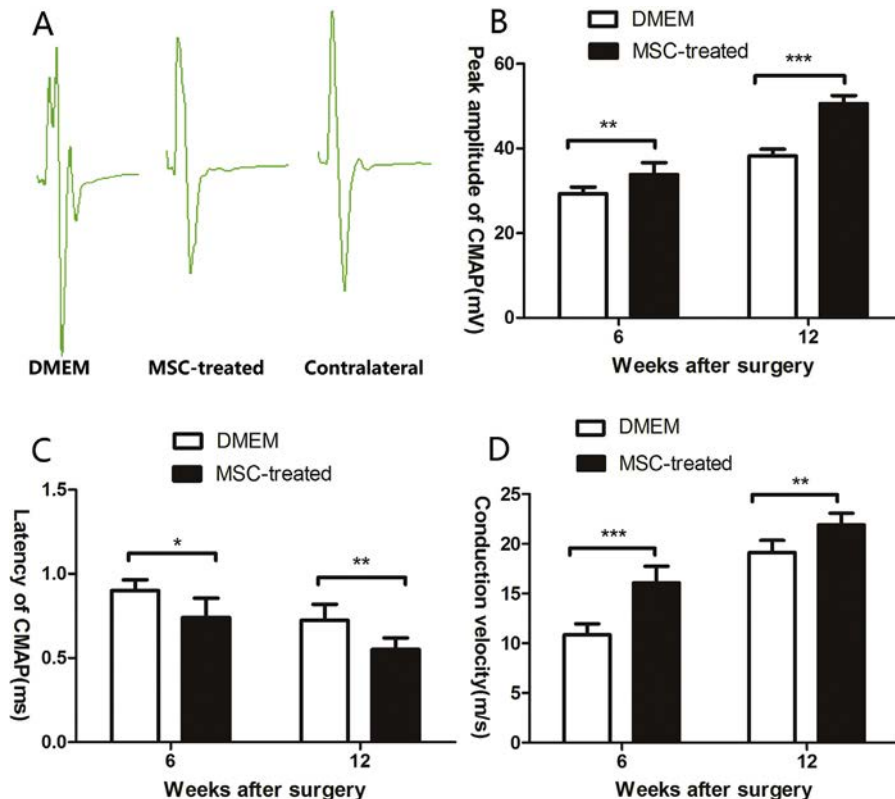 A
DMEM
MSC-treated
Contralateral
B
DMEM
MSC-treated
Peak amplitude of CMAP(mV)
60
40
20
0
**
***
6
12
Weeks after surgery
C
DMEM
MSC-treated
Latency of CMAP(ms)
1.5
1.0
0.5
0.0
*
**
6
12
Weeks after surgery
D
DMEM
MSC-treated
Conduction velocity(m/s)
25
20
15
10
5
0
***
**
6
12
Weeks after surgery